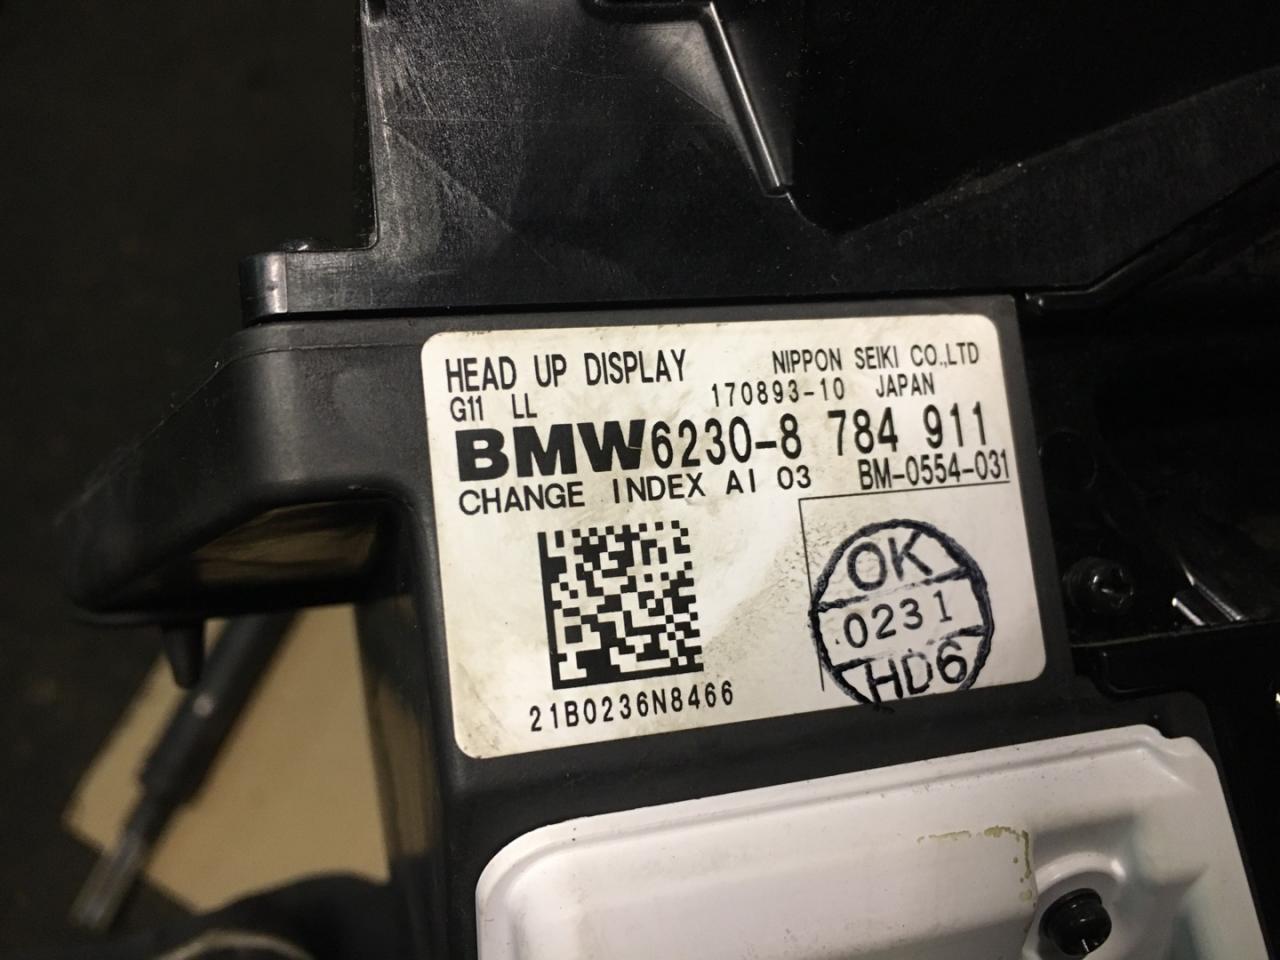 HEAD UP DISPLAY NIPPON SEIKI CO.,LTD
G11 LL 170893-10 JAPAN
BMW 6230-8 784 911
CHANGE INDEX AI 03 BM-0554-031
OK
0231
HD6
21B0236N8466